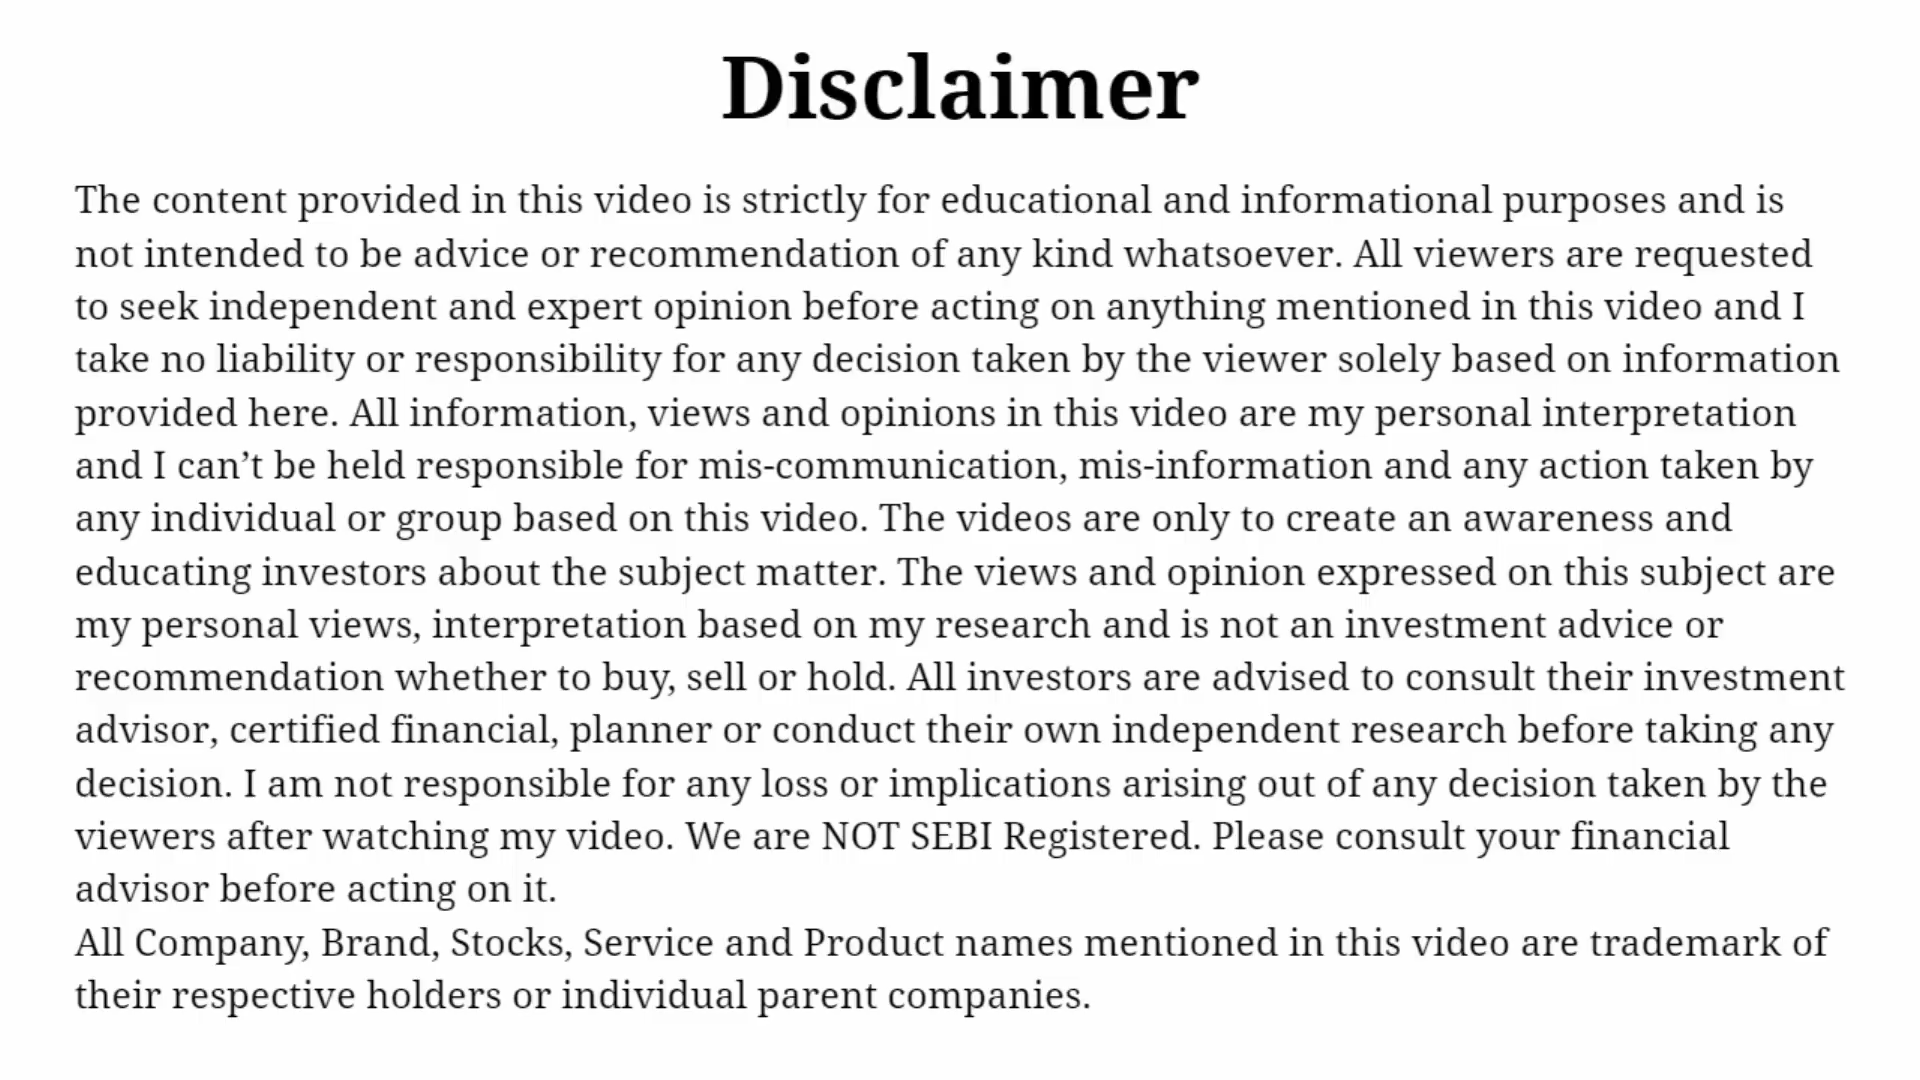 Disclaimer
The content provided in this video is strictly for educational and informational purposes and is
not intended to be advice or recommendation of any kind whatsoever. All viewers are requested
to seek independent and expert opinion before acting on anything mentioned in this video and I
take no liability or responsibility for any decision taken by the viewer solely based on information
provided here. All information, views and opinions in this video are my personal interpretation
and I can’t be held responsible for mis-communication, mis-information and any action taken by
any individual or group based on this video. The videos are only to create an awareness and
educating investors about the subject matter. The views and opinion expressed on this subject are
my personal views, interpretation based on my research and is not an investment advice or
recommendation whether to buy, sell or hold. All investors are advised to consult their investment
advisor, certified financial, planner or conduct their own independent research before taking any
decision. I am not responsible for any loss or implications arising out of any decision taken by the
viewers after watching my video. We are NOT SEBI Registered. Please consult your financial
advisor before acting on it.
All Company, Brand, Stocks, Service and Product names mentioned in this video are trademark of
their respective holders or individual parent companies.